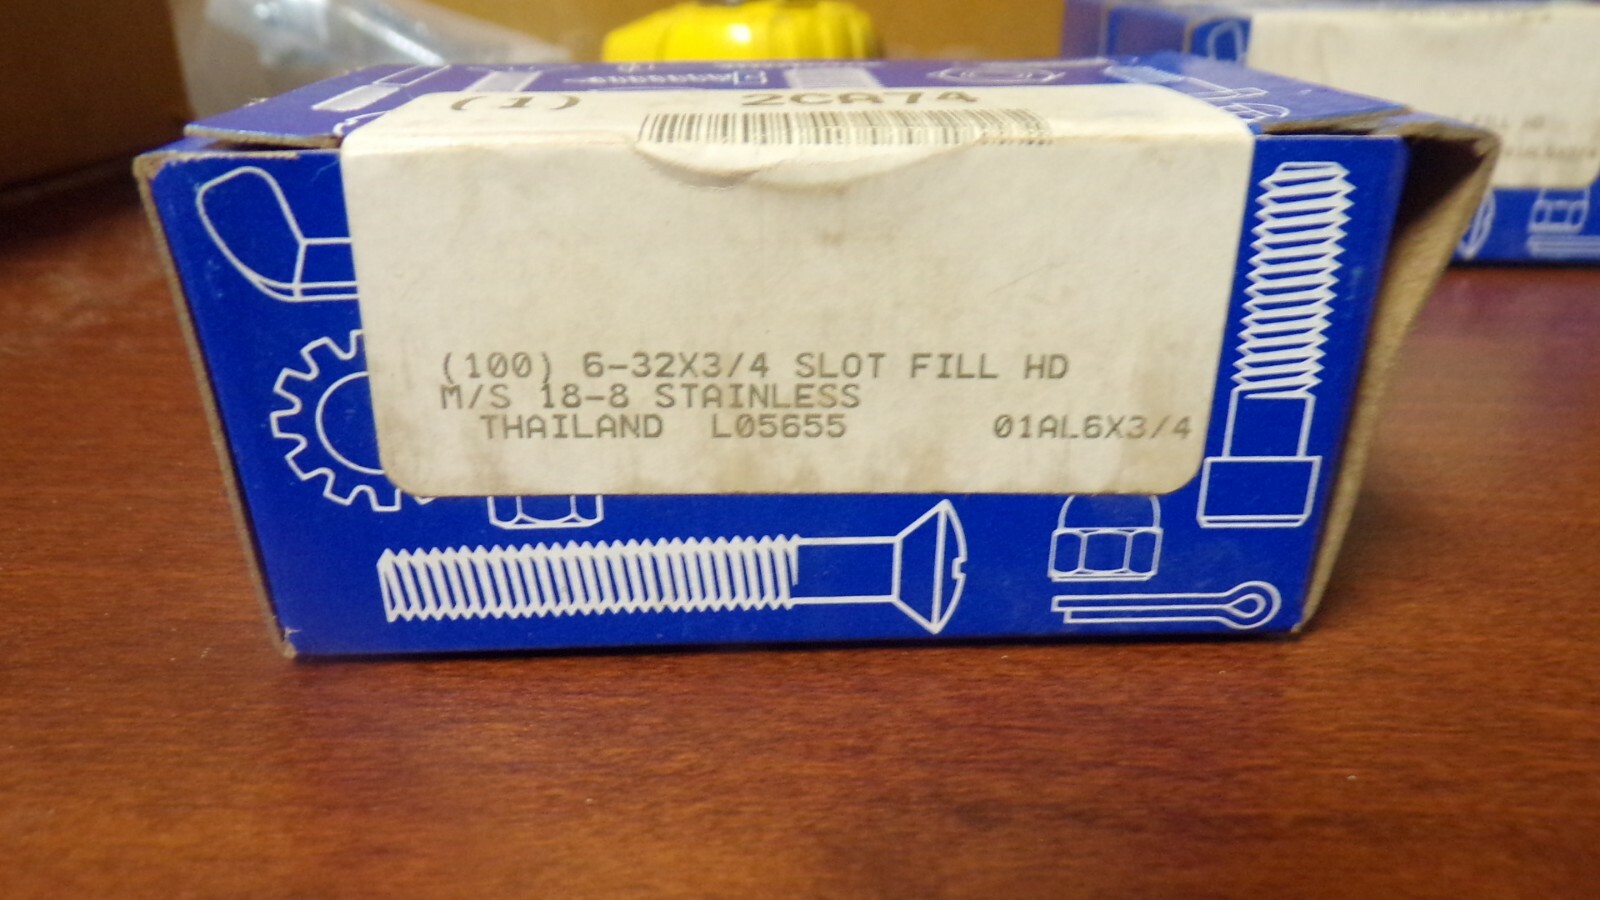 (1) 2CA74
(100) 6-32X3/4 SLOT FILL HD
M/S 18-8 STAINLESS
THAILAND L05655 01AL6X3/4